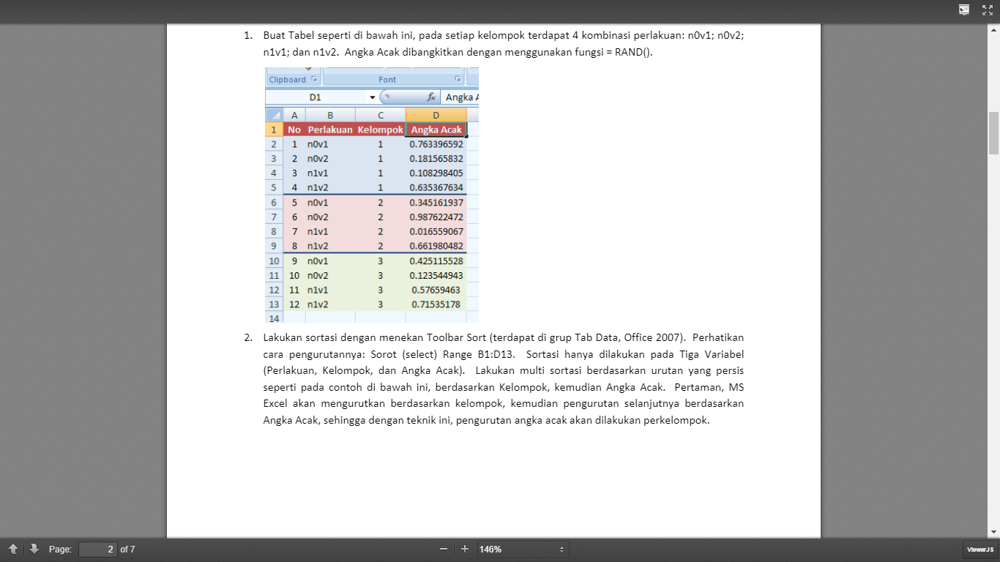 1. Buat Tabel seperti di bawah ini, pada setiap kelompok terdapat 4 kombinasi perlakuan: n0v1; n0v2;
n1v1; dan n1v2. Angka Acak dibangkitkan dengan menggunakan fungsi = RAND().
Clipboard Font
D1 fx Angka
A B C D
1 No Perlakuan Kelompok Angka Acak
2 1 n0v1 1 0.763396592
3 2 n0v2 1 0.181565832
4 3 n1v1 1 0.108298405
5 4 n1v2 1 0.635367634
6 5 n0v1 2 0.345161937
7 6 n0v2 2 0.987622472
8 7 n1v1 2 0.016559067
9 8 n1v2 2 0.661980482
10 9 n0v1 3 0.425115528
11 10 n0v2 3 0.123544943
12 11 n1v1 3 0.57659463
13 12 n1v2 3 0.71535178
14
2. Lakukan sortasi dengan menekan Toolbar Sort (terdapat di grup Tab Data, Office 2007). Perhatikan
cara pengurutannya: Sorot (select) Range B1:D13. Sortasi hanya dilakukan pada Tiga Variabel
(Perlakuan, Kelompok, dan Angka Acak). Lakukan multi sortasi berdasarkan urutan yang persis
seperti pada contoh di bawah ini, berdasarkan Kelompok, kemudian Angka Acak. Pertaman, MS
Excel akan mengurutkan berdasarkan kelompok, kemudian pengurutan selanjutnya berdasarkan
Angka Acak, sehingga dengan teknik ini, pengurutan angka acak akan dilakukan perkelompok.
Page: 2 of 7 146% ViewerJS